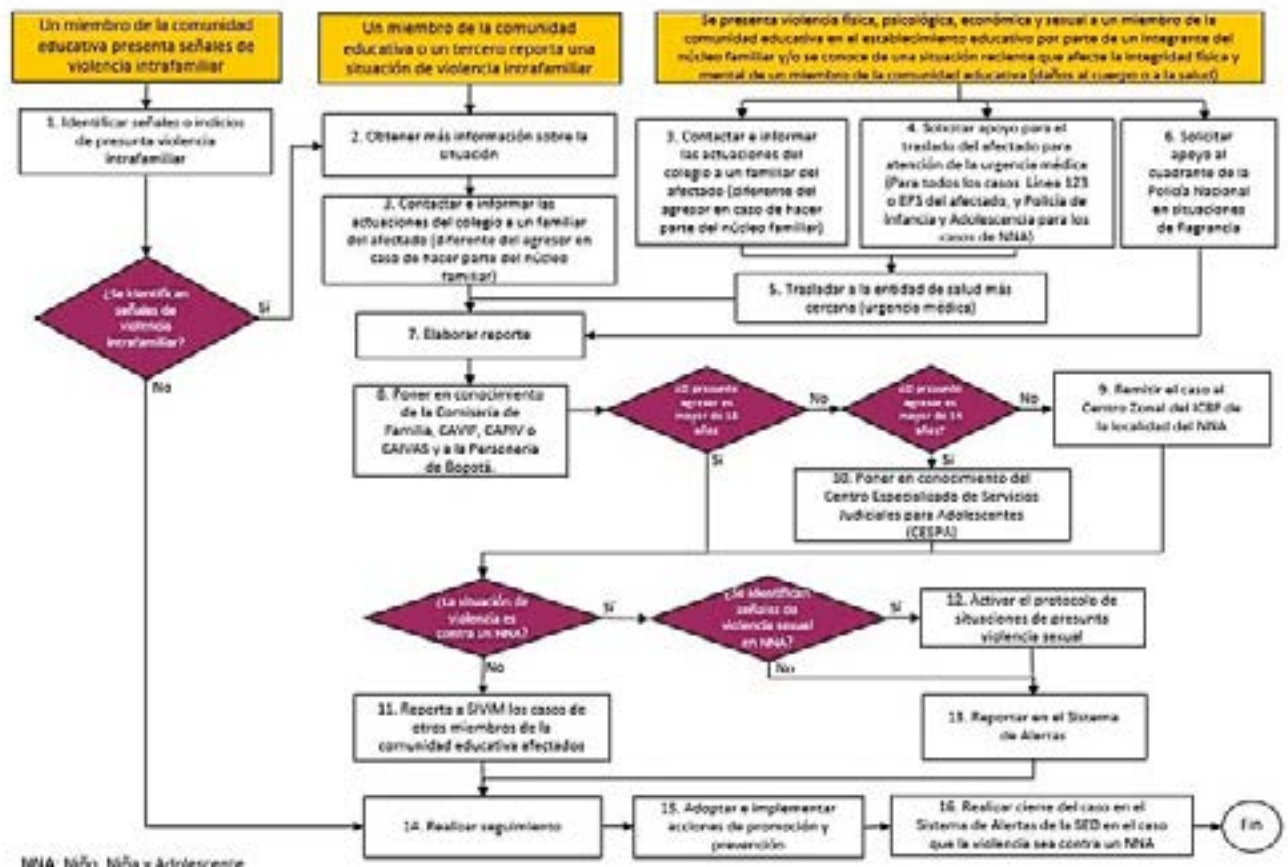 Un miembro de la comunidad
educativa presenta señales de
violencia intrafamiliar
Un miembro de la comunidad
educativa o un tercero reporta una
situación de violencia intrafamiliar
Se presenta violencia física, psicológica, económica y sexual a un miembro de la
comunidad educativa en el establecimiento educativo por parte de un integrante del
núcleo familiar y/o se conoce de una situación reciente que afecte la integridad física y
mental de un miembro de la comunidad educativa (daños al cuerpo o a la salud)
1. Identificar señales o indicios
de presunta violencia
intrafamiliar
2. Obtener más información sobre la
situación
3. Contactar e informar las
actuaciones del colegio a un familiar
del afectado (diferente del agresor en
caso de hacer parte del núcleo
familiar)
3. Contactar e informar
las actuaciones del
colegio a un familiar del
afectado (diferente del
agresor en caso de hacer
parte del núcleo familiar)
4. Solicitar apoyo para el
traslado del afectado para
atención de la urgencia médica
(Para todos los casos Línea 123
o EPS del afectado, y Policía de
Infancia y Adolescencia para los
casos de NNA)
6. Solicitar
apoyo al
cuadrante de la
Policía Nacional
en situaciones
de flagrancia
5. Trasladar a la entidad de salud más
cercana (urgencia médica)
¿Se identifican
señales de
violencia
intrafamiliar?
Sí
No
7. Elaborar reporte
8. Poner en conocimiento
de la Comisaría de
Familia, CAVIF, CAPIV o
CAIVAS y a la Personería
de Bogotá.
¿El presunto
agresor es
mayor de 18
años
No
Sí
¿El presunto
agresor es
mayor de 14
años?
No
Sí
9. Remitir el caso al
Centro Zonal del ICBF de
la localidad del NNA
10. Poner en conocimiento del
Centro Especializado de Servicios
Judiciales para Adolescentes
(CESPA)
¿La situación de
violencia es
contra un NNA?
Sí
No
¿Se identifican
señales de
violencia sexual
en NNA?
Sí
No
12. Activar el protocolo de
situaciones de presunta
violencia sexual
11. Reporta a SIVIM los casos de
otros miembros de la
comunidad educativa afectados
13. Reportar en el Sistema
de Alertas
14. Realizar seguimiento
15. Adoptar e implementar
acciones de promoción y
prevención
16. Realizar cierre del caso en el
Sistema de Alertas de la SED en el caso
que la violencia sea contra un NNA
Fin
NNA: Niño, Niña y Adolescente